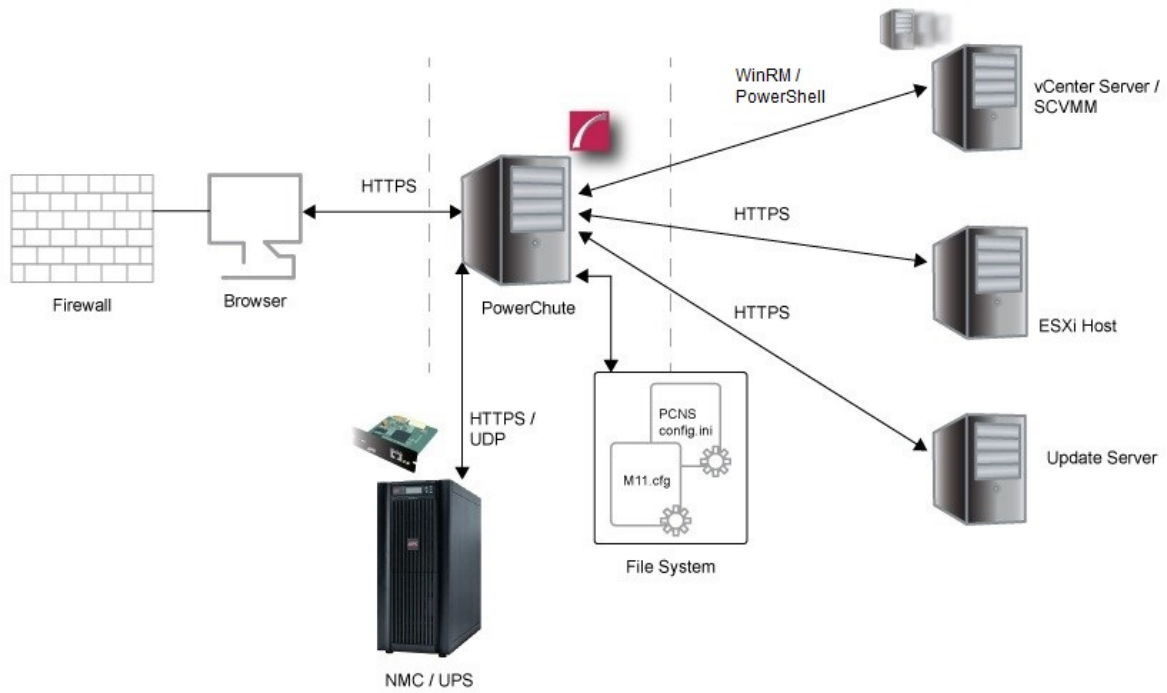 WinRM /
PowerShell
vCenter Server /
SCVMM
HTTPS
HTTPS
Firewall
Browser
PowerChute
HTTPS
ESXi Host
HTTPS /
UDP
PCNS
config.ini
M11.cfg
Update Server
File System
NMC / UPS